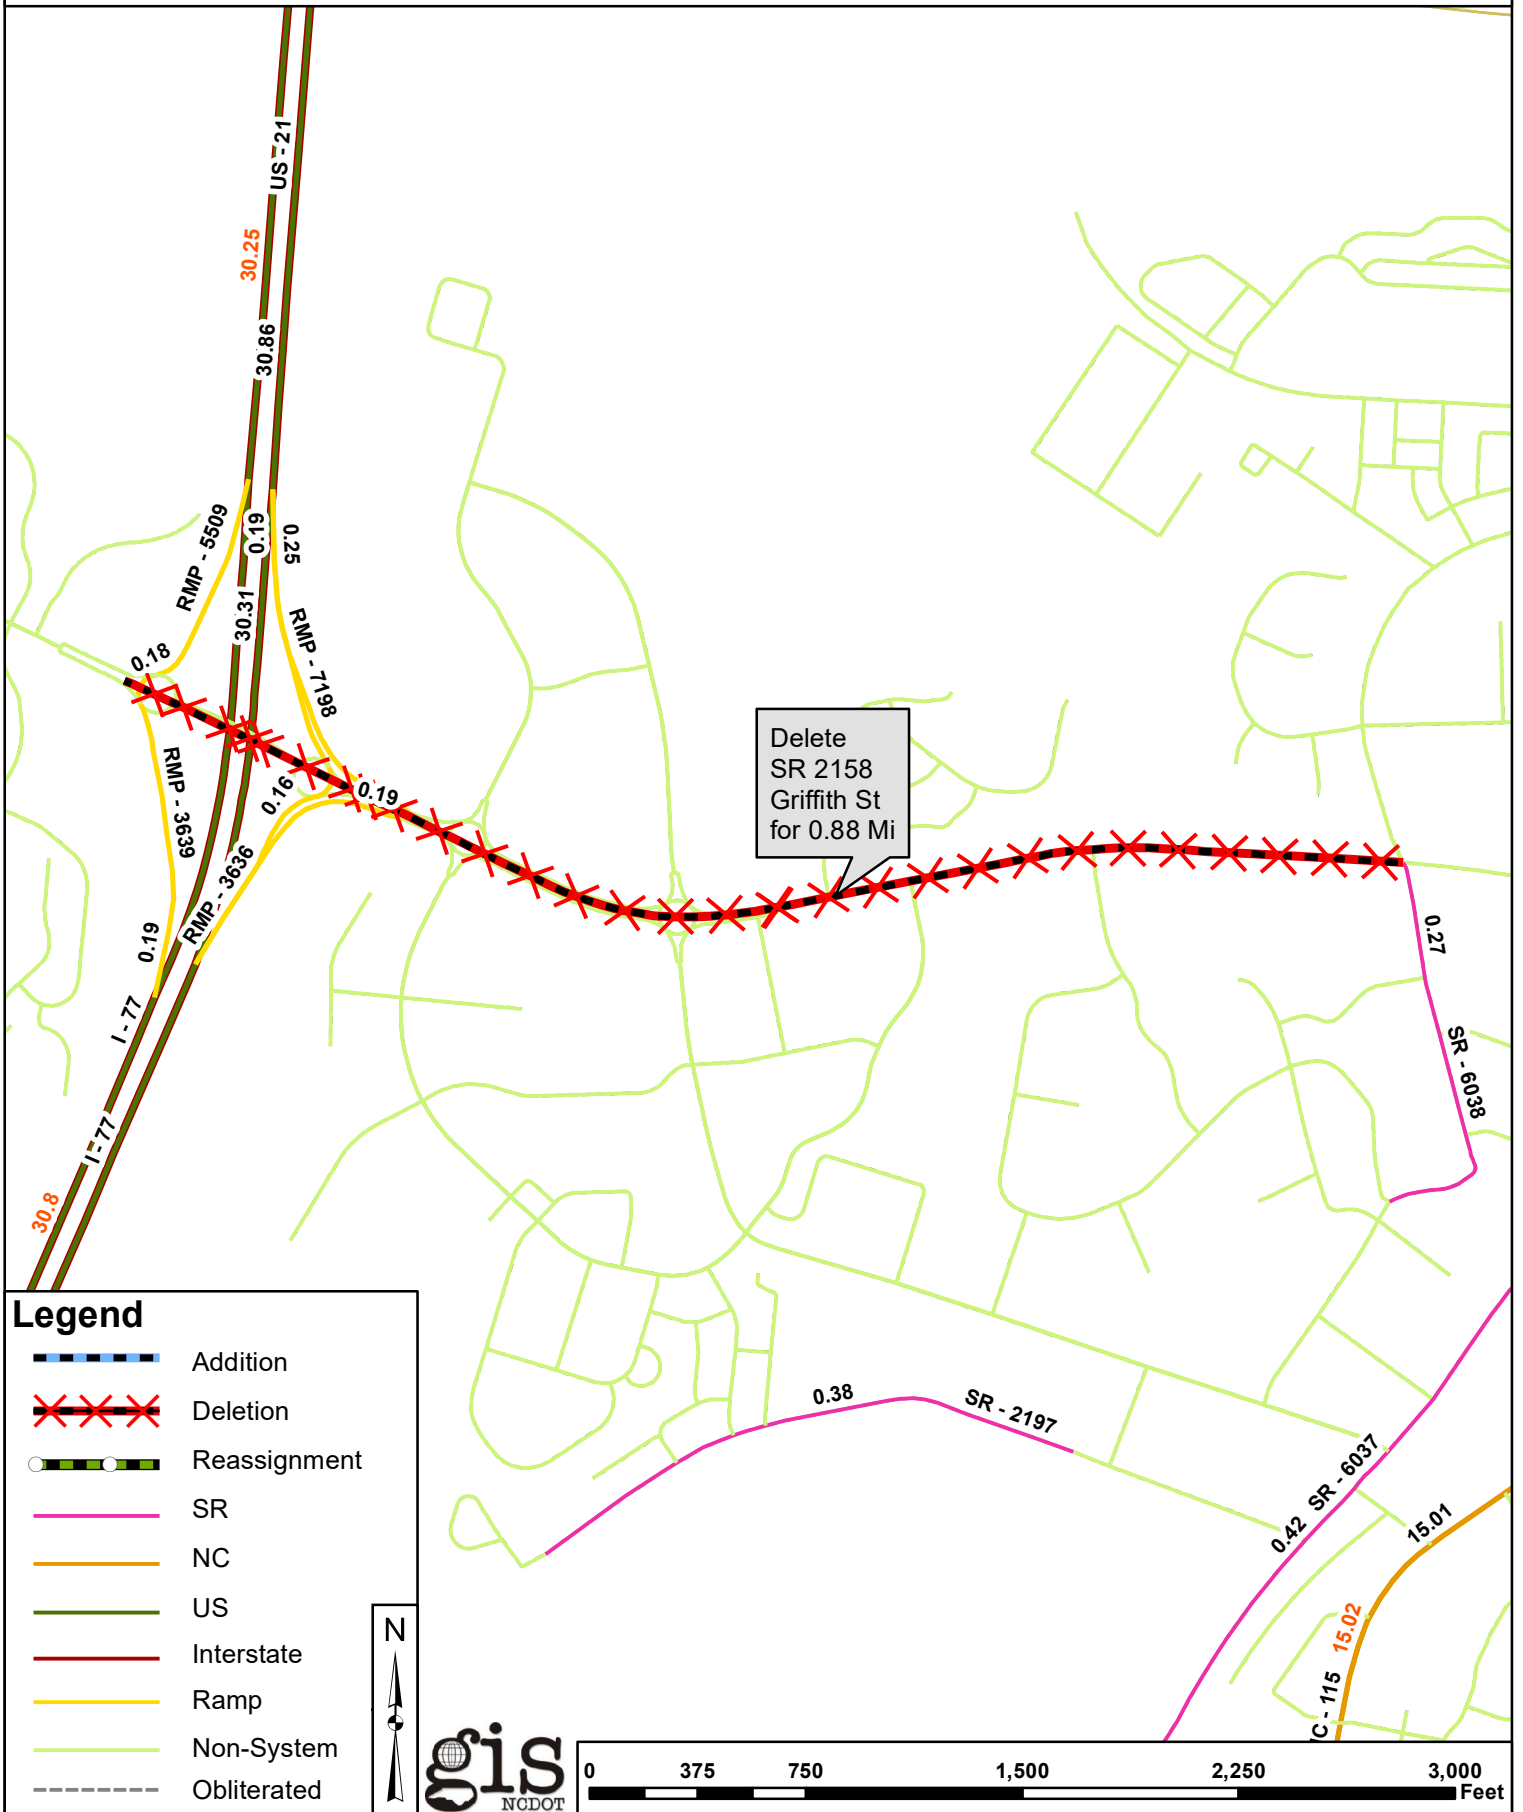 US - 21
30.25
30.86
RMP - 5509
0.19
0.25
30.31
RMP - 7198
0.18
RMP - 3639
0.16
0.19
RMP - 3636
0.19
I - 77
I - 77
30.8
Delete
SR 2158
Griffith St
for 0.88 Mi
0.27
SR - 6038
0.38
SR - 2197
SR - 6037
0.42
15.01
15.02
C - 115
Legend
Addition
Deletion
Reassignment
SR
NC
US
Interstate
Ramp
Non-System
Obliterated
N
gis
NCDOT
0 375 750 1,500 2,250 3,000
Feet